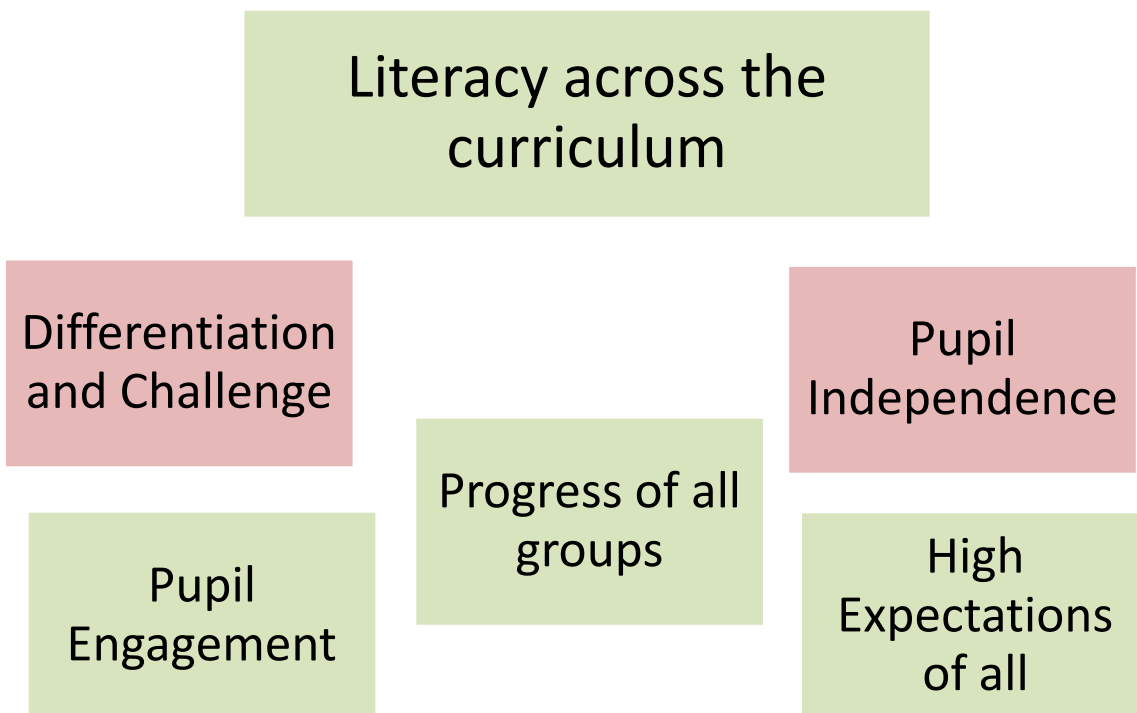 Literacy across the
curriculum
Differentiation
and Challenge
Pupil
Independence
Progress of all
groups
Pupil
Engagement
High
Expectations
of all